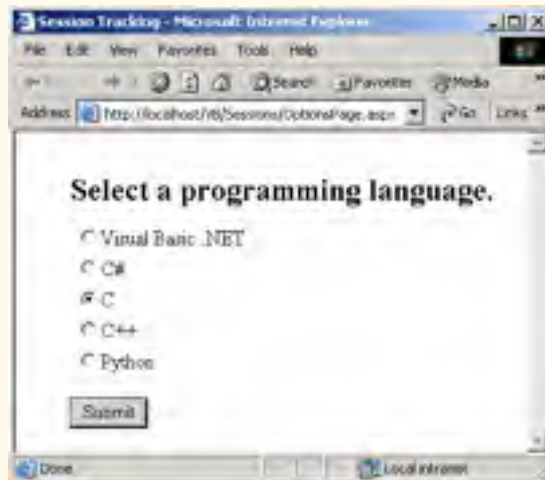 Session Tracking - Microsoft Internet Explorer
File Edit View Favorites Tools Help
Search Favorites Media
Address http://localhost/VB/Sessions/OptionsPage.aspx Go Links
Select a programming language.
Visual Basic .NET
C#
C
C++
Python
Submit
Done Local intranet